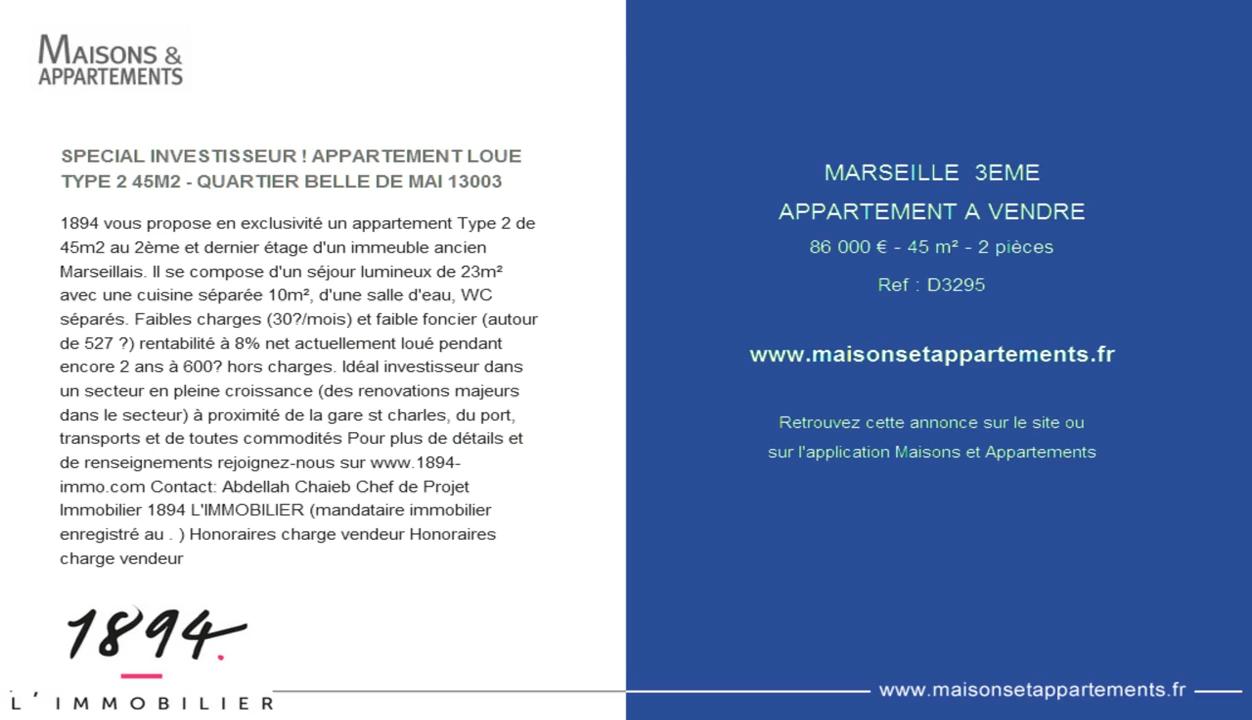 MAISONS &
APPARTEMENTS
SPECIAL INVESTISSEUR ! APPARTEMENT LOUE
TYPE 2 45M2 - QUARTIER BELLE DE MAI 13003
1894 vous propose en exclusivité un appartement Type 2 de
45m2 au 2ème et dernier étage d'un immeuble ancien
Marseillais. Il se compose d'un séjour lumineux de 23m²
avec une cuisine séparée 10m², d'une salle d'eau, WC
séparés. Faibles charges (30?/mois) et faible foncier (autour
de 527 ?) rentabilité à 8% net actuellement loué pendant
encore 2 ans à 600? hors charges. Idéal investisseur dans
un secteur en pleine croissance (des renovations majeurs
dans le secteur) à proximité de la gare st charles, du port,
transports et de toutes commodités Pour plus de détails et
de renseignements rejoignez-nous sur www.1894-
immo.com Contact: Abdellah Chaieb Chef de Projet
Immobilier 1894 L'IMMOBILIER (mandataire immobilier
enregistré au . ) Honoraires charge vendeur Honoraires
charge vendeur
1894.
L'IMMOBILIER
MARSEILLE 3EME
APPARTEMENT A VENDRE
86 000 € - 45 m² - 2 pièces
Ref : D3295
www.maisonsetappartements.fr
Retrouvez cette annonce sur le site ou
sur l'application Maisons et Appartements
www.maisonsetappartements.fr